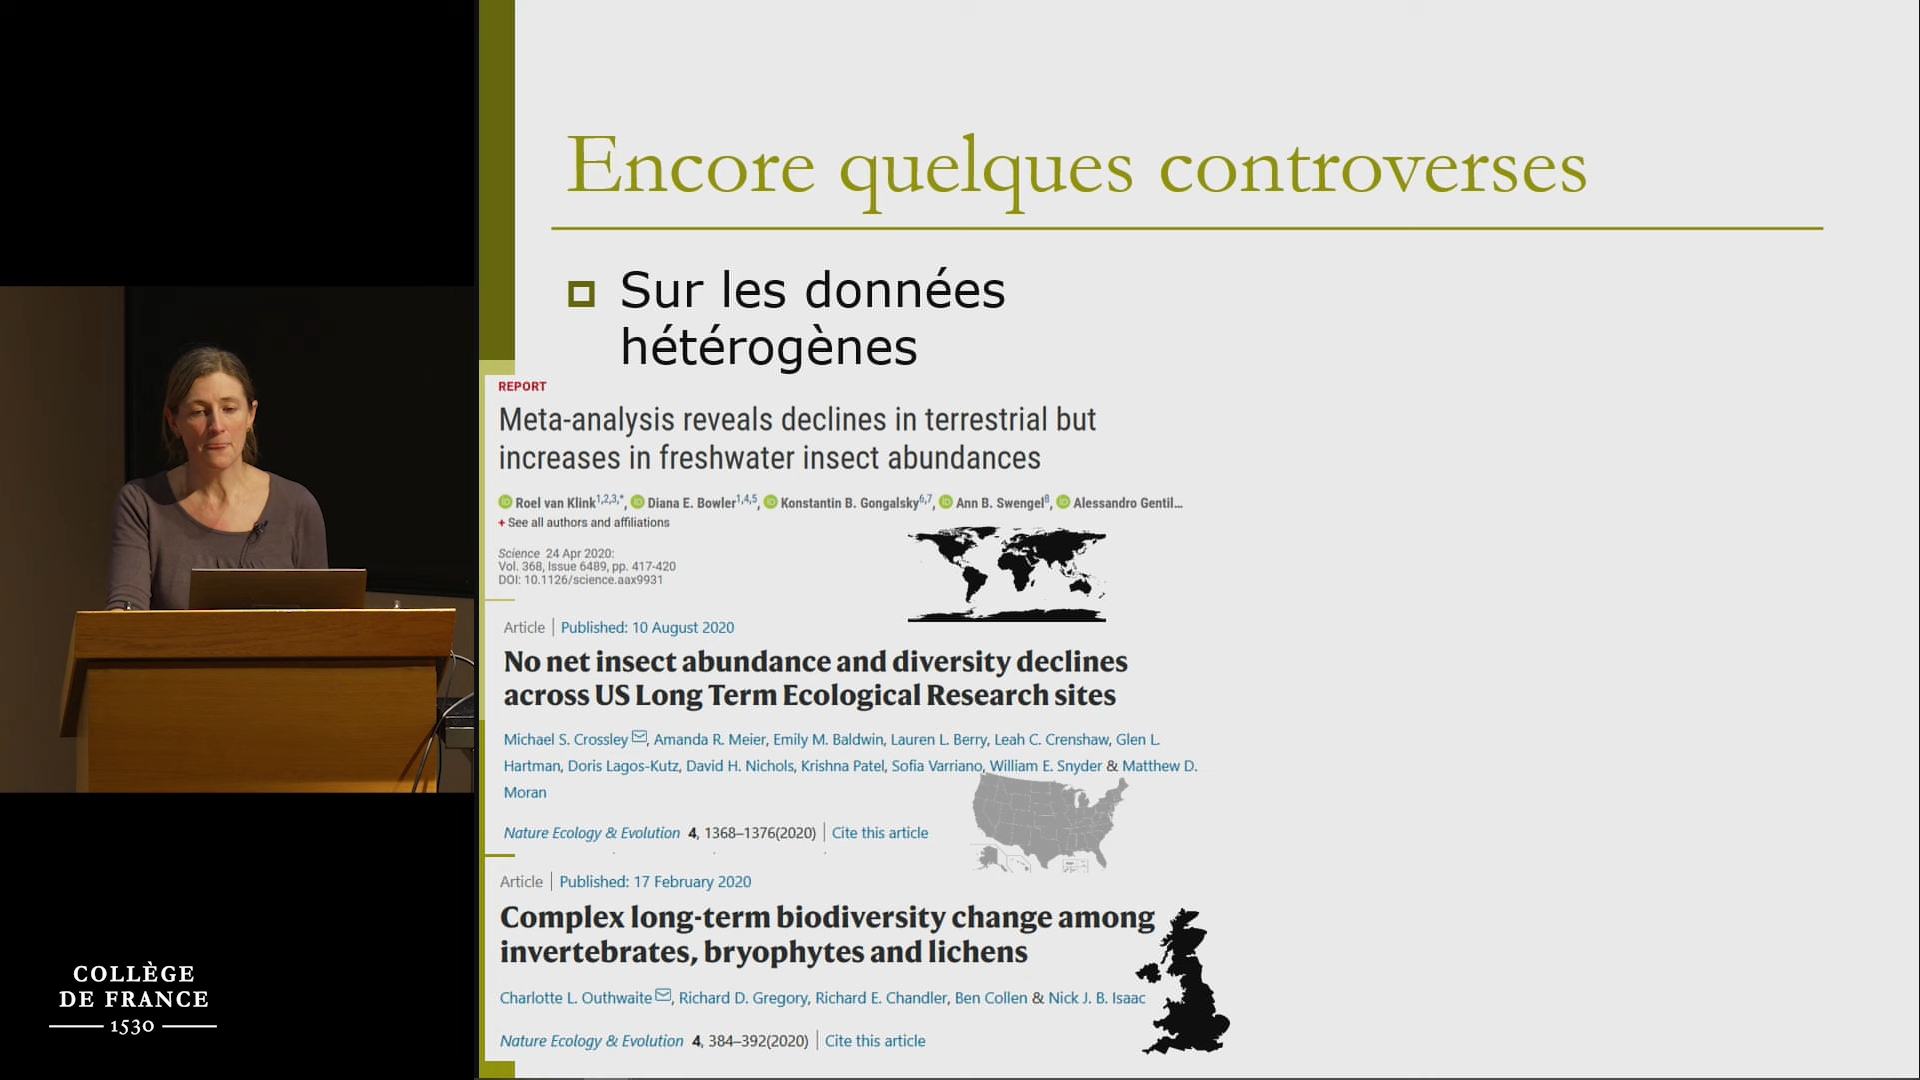 Encore quelques controverses
Sur les données
hétérogènes
REPORT
Meta-analysis reveals declines in terrestrial but
increases in freshwater insect abundances
Roel van Klink1,2,3,*, Diana E. Bowler1,4,5, Konstantin B. Gongalsky6,7, Ann B. Swengel8, Alessandro Gentil...
+ See all authors and affiliations
Science 24 Apr 2020:
Vol. 368, Issue 6489, pp. 417-420
DOI: 10.1126/science.aax9931
Article | Published: 10 August 2020
No net insect abundance and diversity declines
across US Long Term Ecological Research sites
Michael S. Crossley, Amanda R. Meier, Emily M. Baldwin, Lauren L. Berry, Leah C. Crenshaw, Glen L.
Hartman, Doris Lagos-Kutz, David H. Nichols, Krishna Patel, Sofia Varriano, William E. Snyder & Matthew D.
Moran
Nature Ecology & Evolution 4, 1368–1376(2020) | Cite this article
Article | Published: 17 February 2020
Complex long-term biodiversity change among
invertebrates, bryophytes and lichens
Charlotte L. Outhwaite, Richard D. Gregory, Richard E. Chandler, Ben Collen & Nick J. B. Isaac
Nature Ecology & Evolution 4, 384–392(2020) | Cite this article
COLLÈGE
DE FRANCE
1530